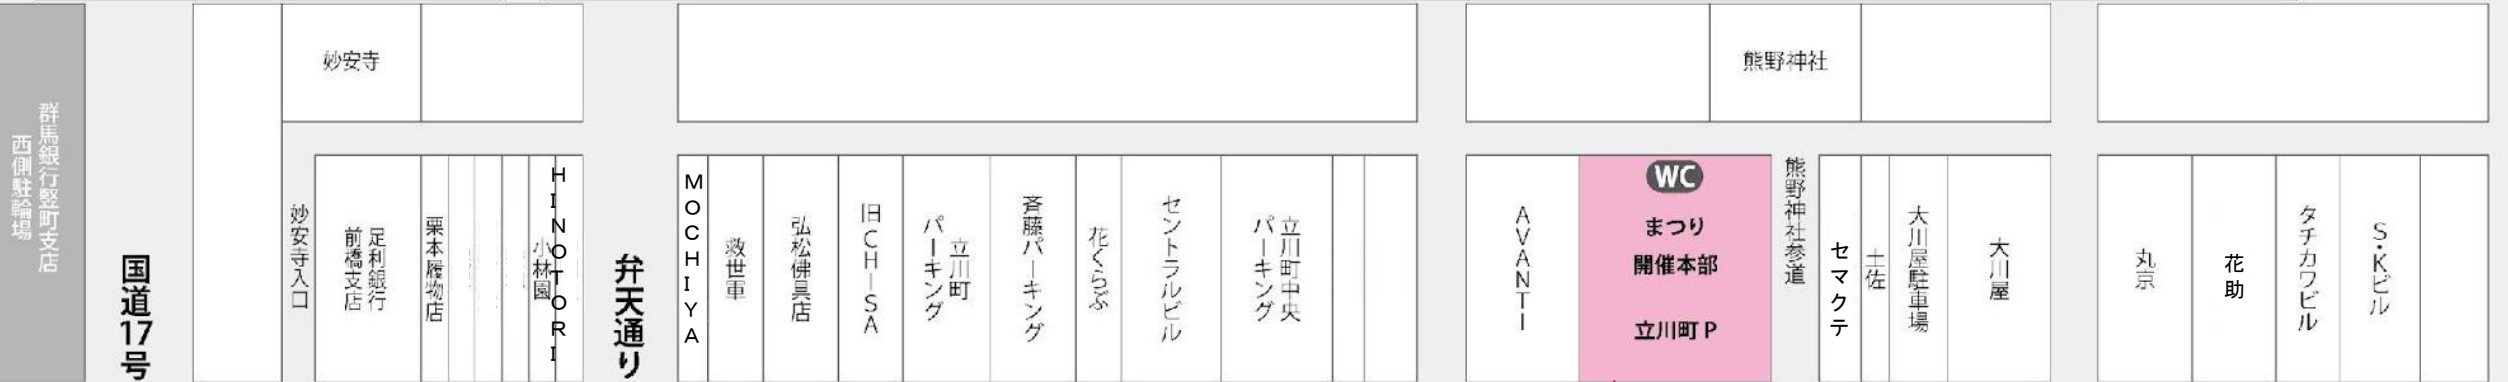 群馬銀行竪町支店
西側駐輪場
国道17号
妙安寺
妙安寺入口
足利銀行
前橋支店
栗本履物店
小林園
HINOTORI
弁天通り
MOCHIYA
救世軍
弘松佛具店
旧CHISA
立川町
パーキング
斉藤パーキング
花くらぶ
セントラルビル
立川町中央
パーキング
AVANTI
WC
まつり
開催本部
立川町P
熊野神社
熊野神社参道
セマクテ
土佐
大川屋駐車場
大川屋
丸京
花助
タチカワビル
S・Kビル